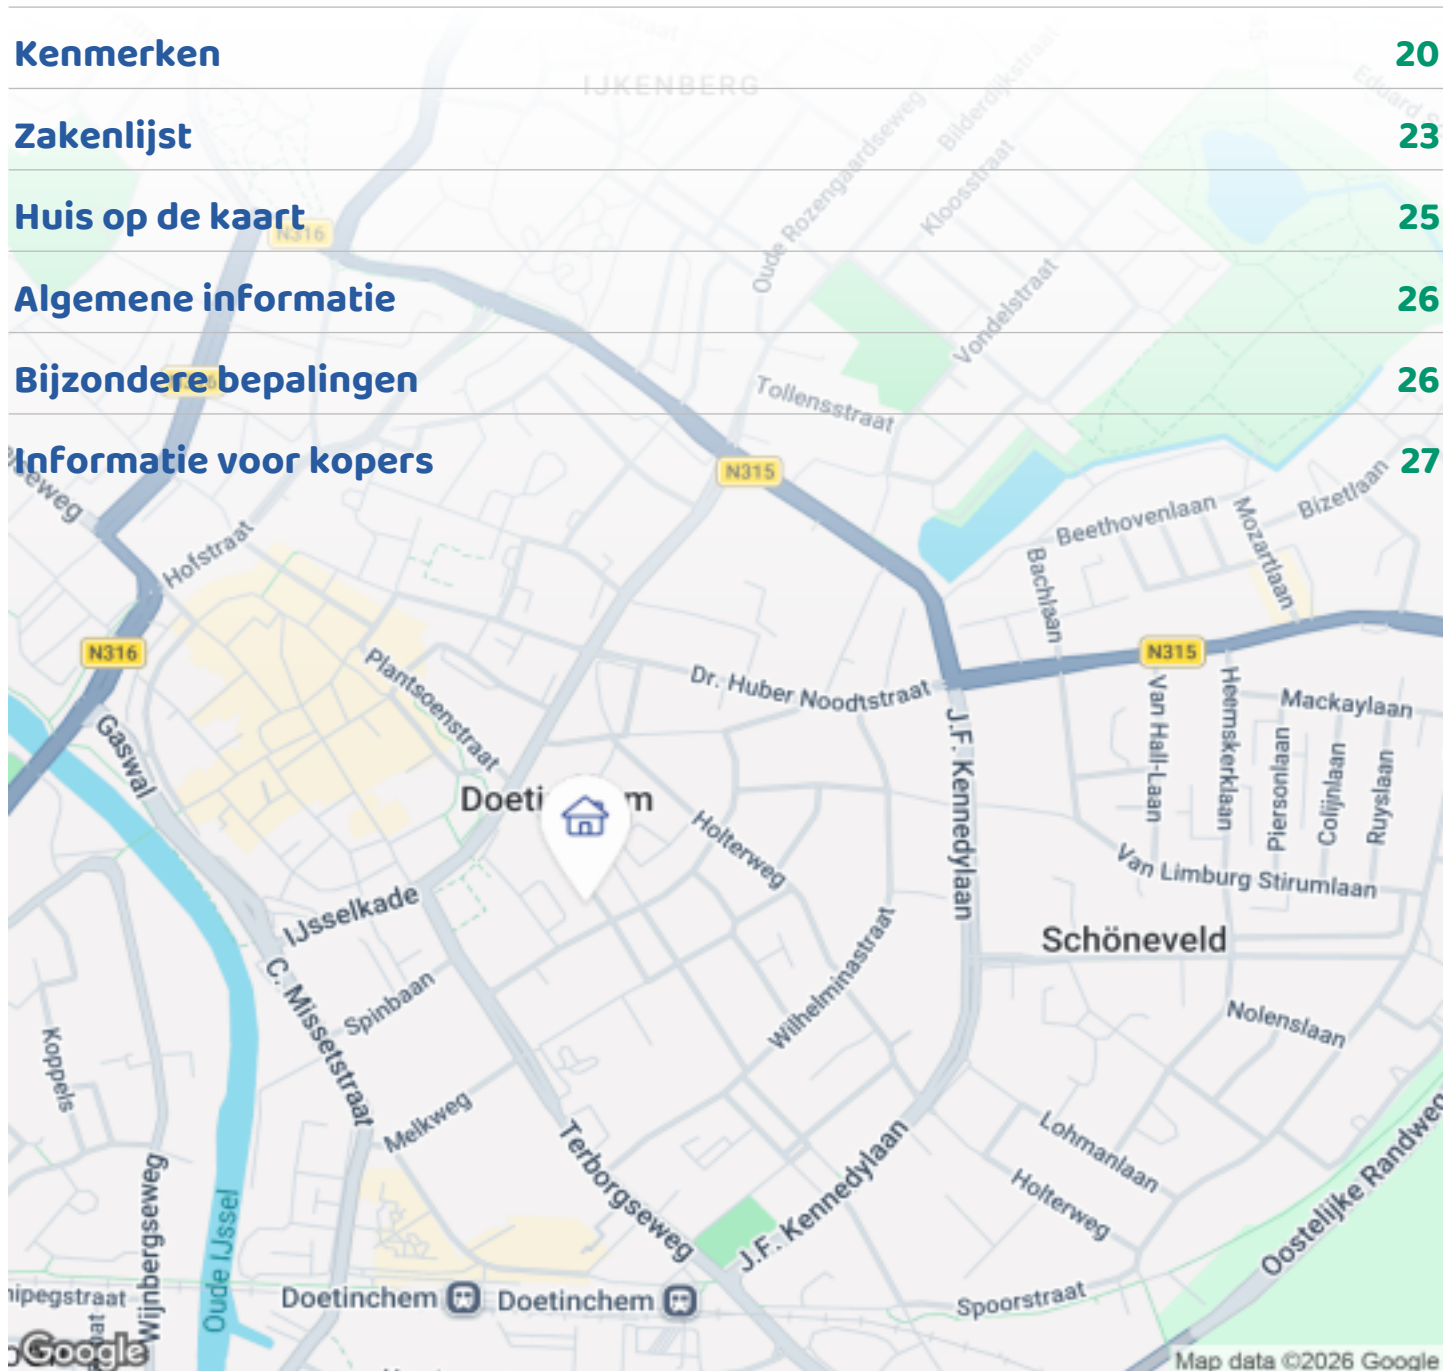 Kenmerken 20
Zakenlijst 23
Huis op de kaart 25
Algemene informatie 26
Bijzondere bepalingen 26
Informatie voor kopers 27
IJKENBERG
Bilderdijkstraat
Oude Rozengaardseweg
Kloosstraat
N316
Vondelstraat
Tollensstraat
N315
Bizetlaan
Beethovenlaan
Mozartlaan
Bachlaan
Hofstraat
N316
N315
Plantsoenstraat
Dr. Huber Noodtstraat
Van Hall-Laan
Heemskerklaan
Mackaylaan
Piersonlaan
Colijnlaan
Ruyslaan
Gaswal
J.F. Kennedylaan
Holterweg
Van Limburg Stirumlaan
IJsselkade
Schöneveld
C. Missetstraat
Spinbaan
Wilhelminastraat
Nolenslaan
Koppels
Melkweg
Terborgseweg
J.F. Kennedylaan
Lohmanlaan
Holterweg
Oostelijke Randweg
Wijnbergseweg
Oude IJssel
Doetinchem
Doetinchem
Spoorstraat
Google
Map data ©2026 Google